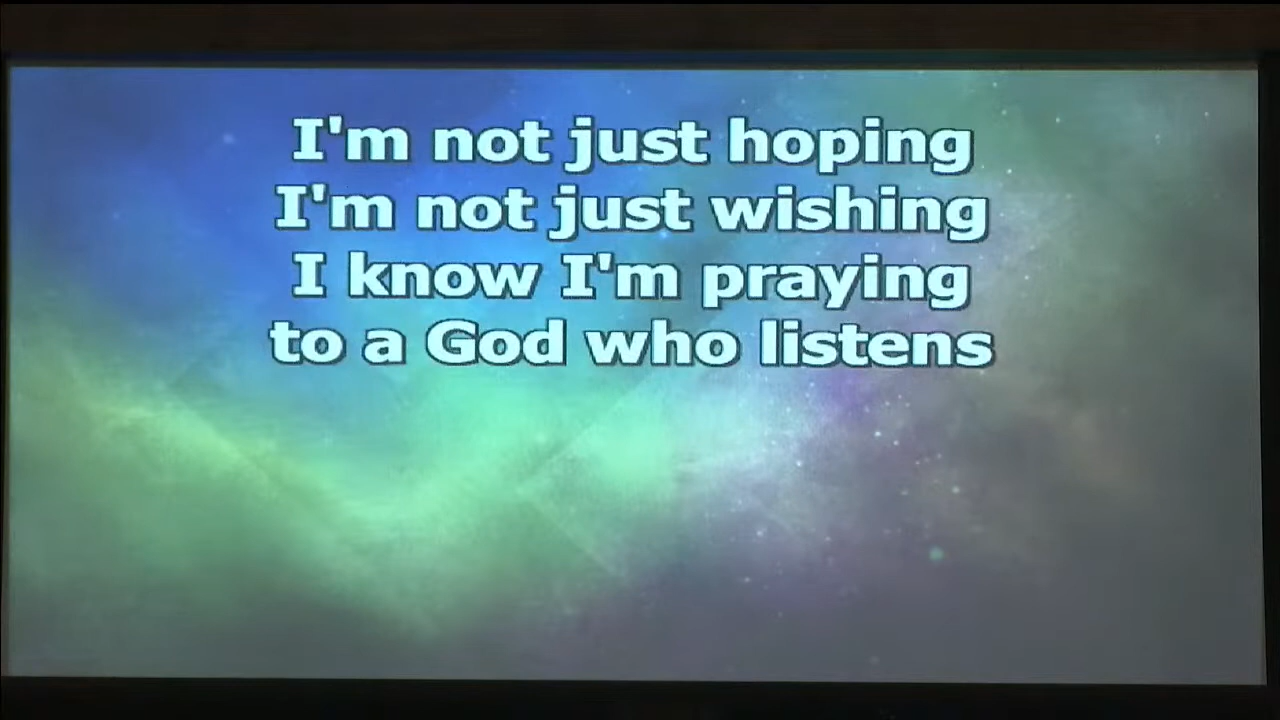 I'm not just hoping
I'm not just wishing
I know I'm praying
to a God who listens